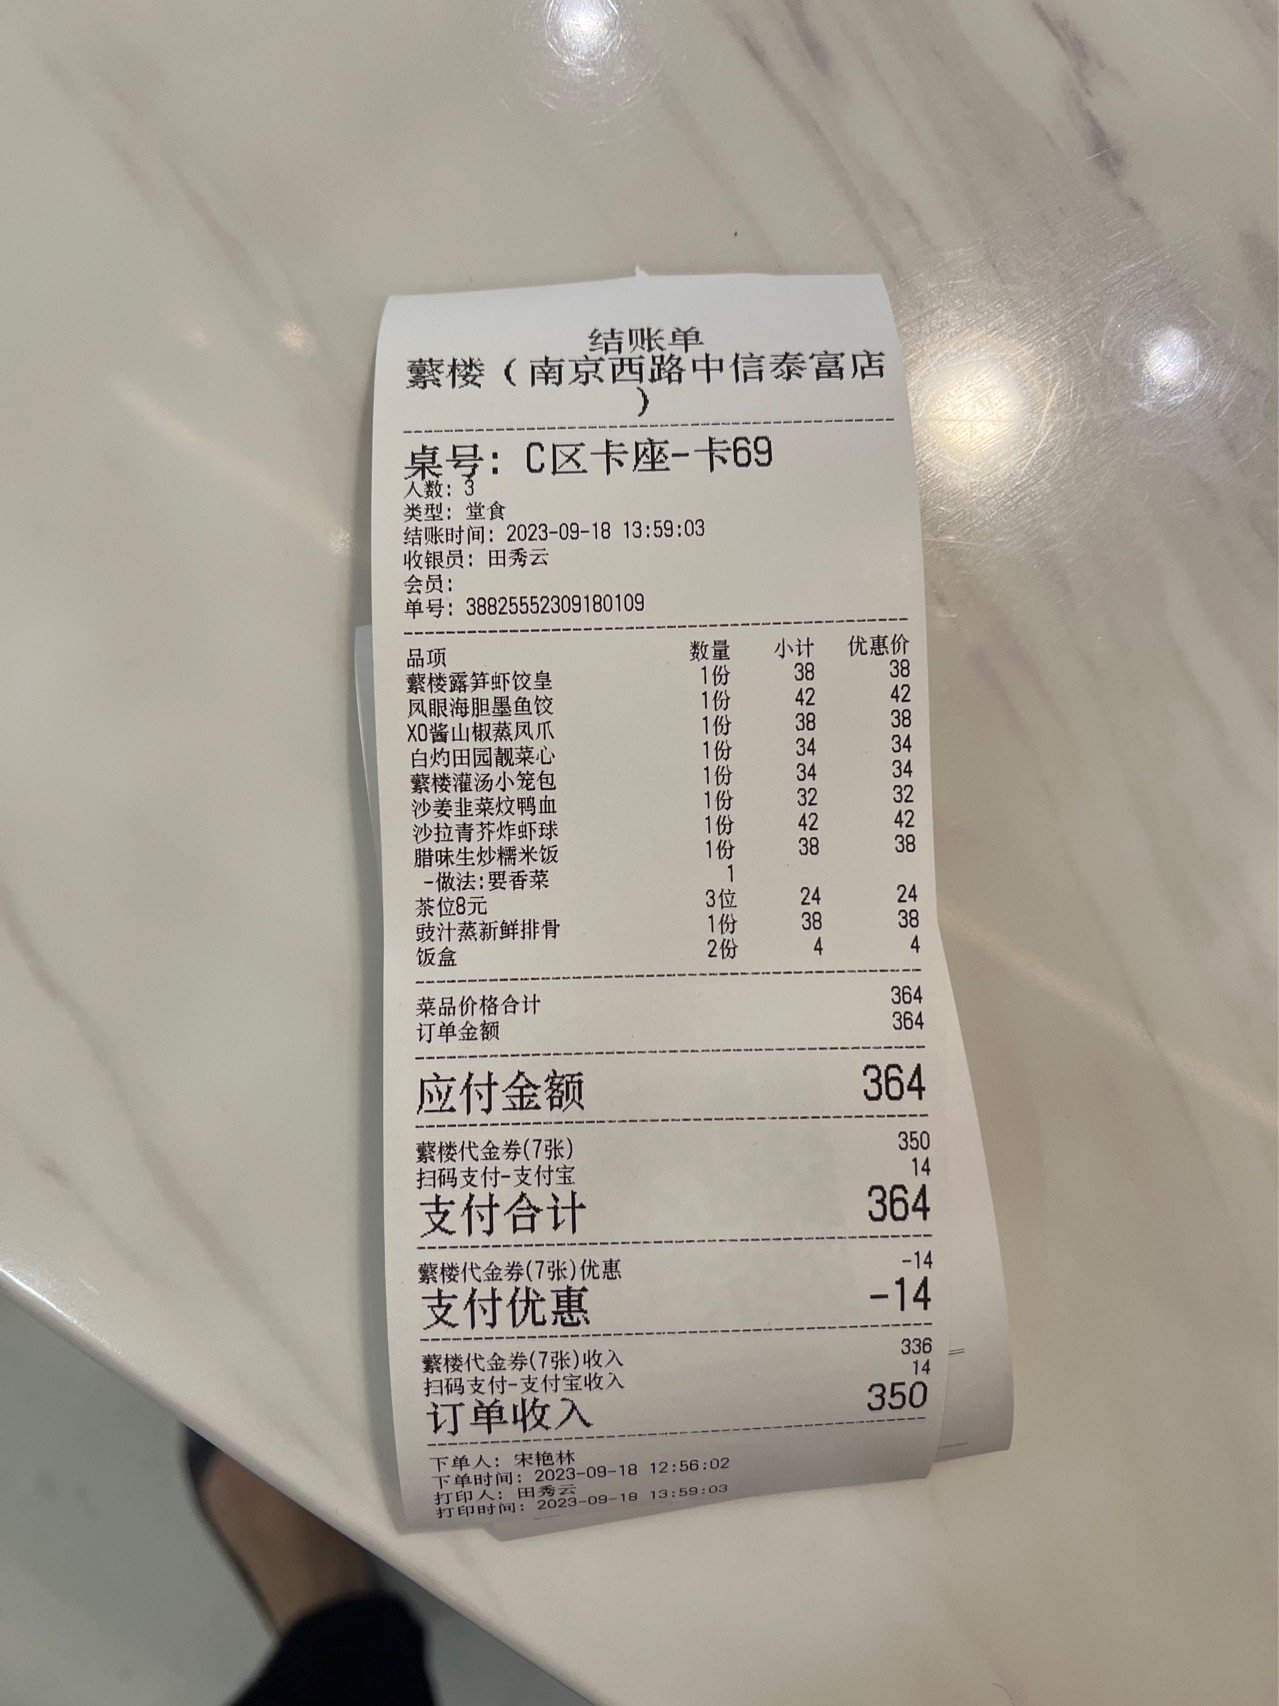 结账单
蘩楼（南京西路中信泰富店
）
桌号：C区卡座-卡69
人数：3
类型：堂食
结账时间：2023-09-18 13:59:03
收银员：田秀云
会员：
单号：38825552309180109
品项 数量 小计 优惠价
蘩楼露笋虾饺皇 1份 38 38
凤眼海胆墨鱼饺 1份 42 42
XO酱山椒蒸凤爪 1份 38 38
白灼田园靓菜心 1份 34 34
蘩楼灌汤小笼包 1份 34 34
沙姜韭菜炆鸭血 1份 32 32
沙拉青芥炸虾球 1份 42 42
腊味生炒糯米饭 1份 38 38
-做法:要香菜 1
茶位8元 3位 24 24
豉汁蒸新鲜排骨 1份 38 38
饭盒 2份 4 4
菜品价格合计 364
订单金额 364
应付金额 364
蘩楼代金券(7张) 350
扫码支付-支付宝 14
支付合计 364
蘩楼代金券(7张)优惠 -14
支付优惠 -14
蘩楼代金券(7张)收入 336
扫码支付-支付宝收入 14
订单收入 350
下单人：宋艳林
下单时间：2023-09-18 12:56:02
打印人：田秀云
打印时间：2023-09-18 13:59:03